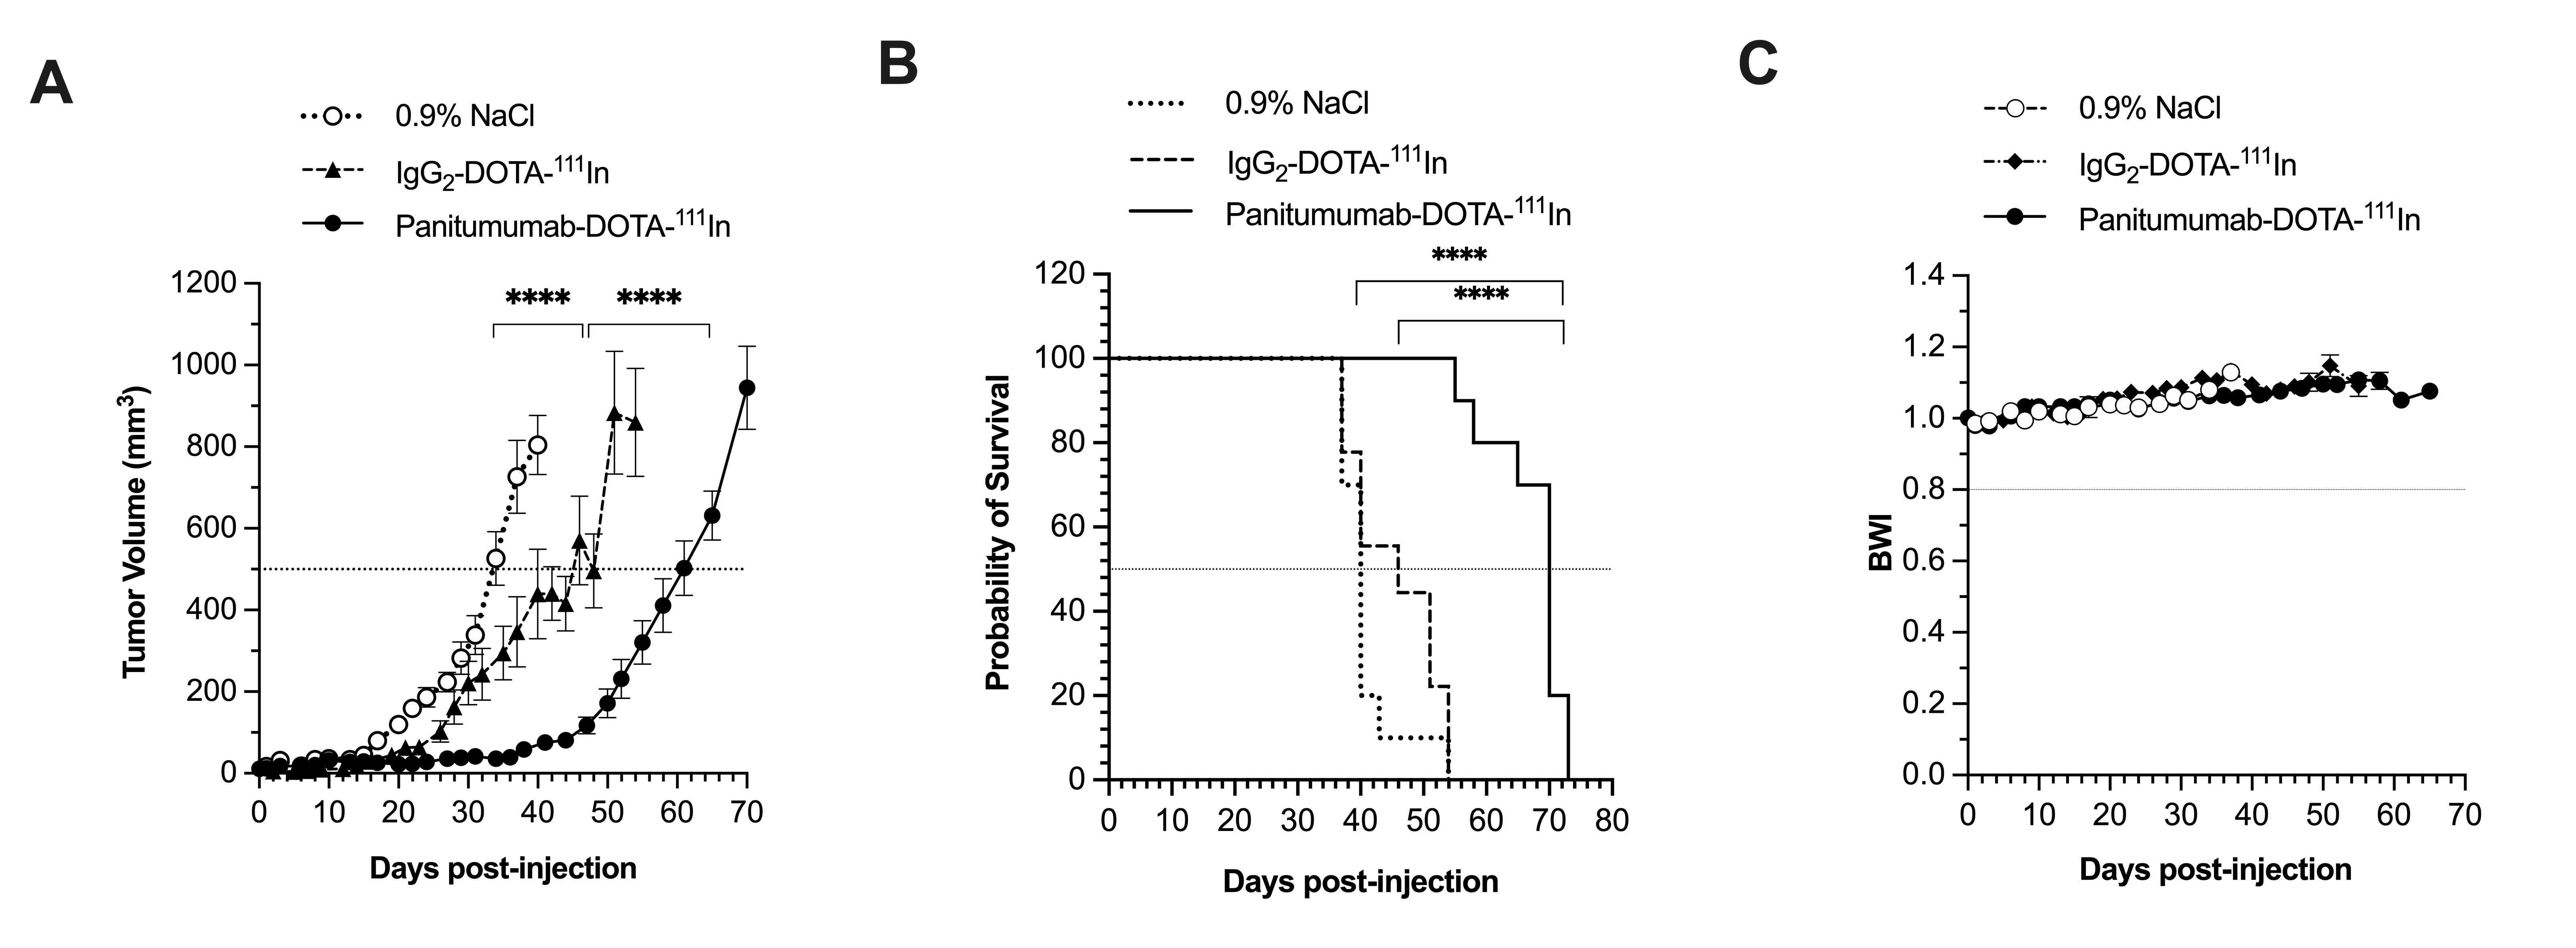 A
0.9% NaCl
IgG2-DOTA-111In
Panitumumab-DOTA-111In
**** ****
1200
1000
800
600
400
200
0
Tumor Volume (mm3)
0 10 20 30 40 50 60 70
Days post-injection
B
0.9% NaCl
IgG2-DOTA-111In
Panitumumab-DOTA-111In
****
****
120
100
80
60
40
20
0
Probability of Survival
0 10 20 30 40 50 60 70 80
Days post-injection
C
0.9% NaCl
IgG2-DOTA-111In
Panitumumab-DOTA-111In
1.4
1.2
1.0
0.8
0.6
0.4
0.2
0.0
BWI
0 10 20 30 40 50 60 70
Days post-injection